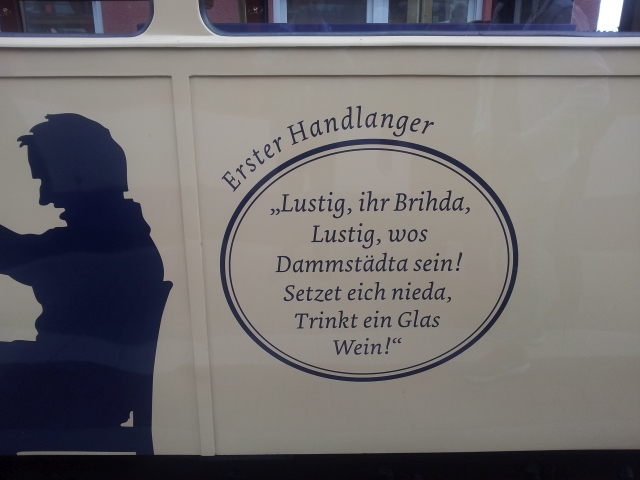 Erster Handlanger
„Lustig, ihr Brihda,
Lustig, wos
Dammstädta sein!
Setzet eich nieda,
Trinkt ein Glas
Wein!“